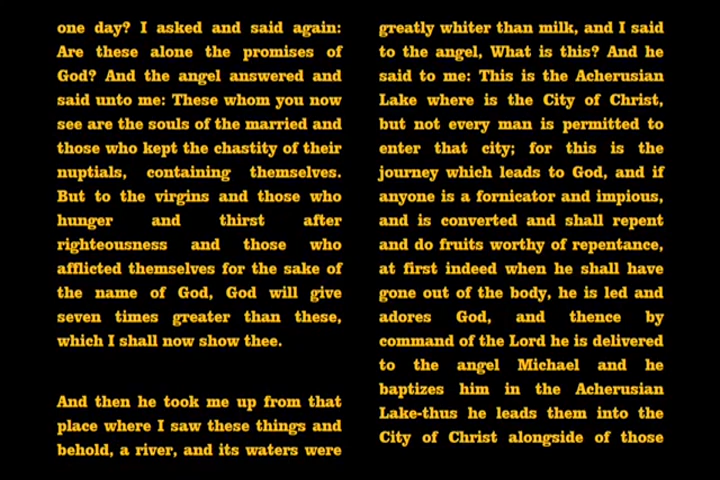 one day? I asked and said again:
Are these alone the promises of
God? And the angel answered and
said unto me: These whom you now
see are the souls of the married and
those who kept the chastity of their
nuptials, containing themselves.
But to the virgins and those who
hunger and thirst after
righteousness and those who
afflicted themselves for the sake of
the name of God, God will give
seven times greater than these,
which I shall now show thee.
And then he took me up from that
place where I saw these things and
behold, a river, and its waters were
greatly whiter than milk, and I said
to the angel, What is this? And he
said to me: This is the Acherusian
Lake where is the City of Christ,
but not every man is permitted to
enter that city; for this is the
journey which leads to God, and if
anyone is a fornicator and impious,
and is converted and shall repent
and do fruits worthy of repentance,
at first indeed when he shall have
gone out of the body, he is led and
adores God, and thence by
command of the Lord he is delivered
to the angel Michael and he
baptizes him in the Acherusian
Lake-thus he leads them into the
City of Christ alongside of those